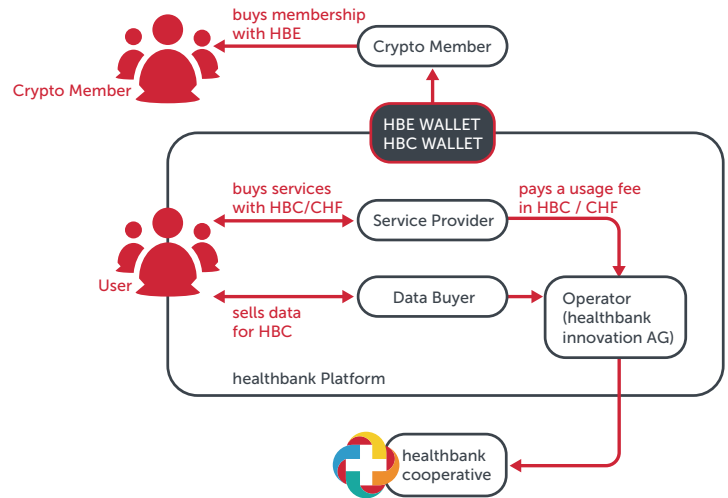 buys membership
with HBE
Crypto Member
Crypto Member
HBE WALLET
HBC WALLET
buys services
with HBC/CHF
Service Provider
pays a usage fee
in HBC / CHF
User
sells data
for HBC
Data Buyer
Operator
(healthbank
innovation AG)
healthbank Platform
healthbank
cooperative